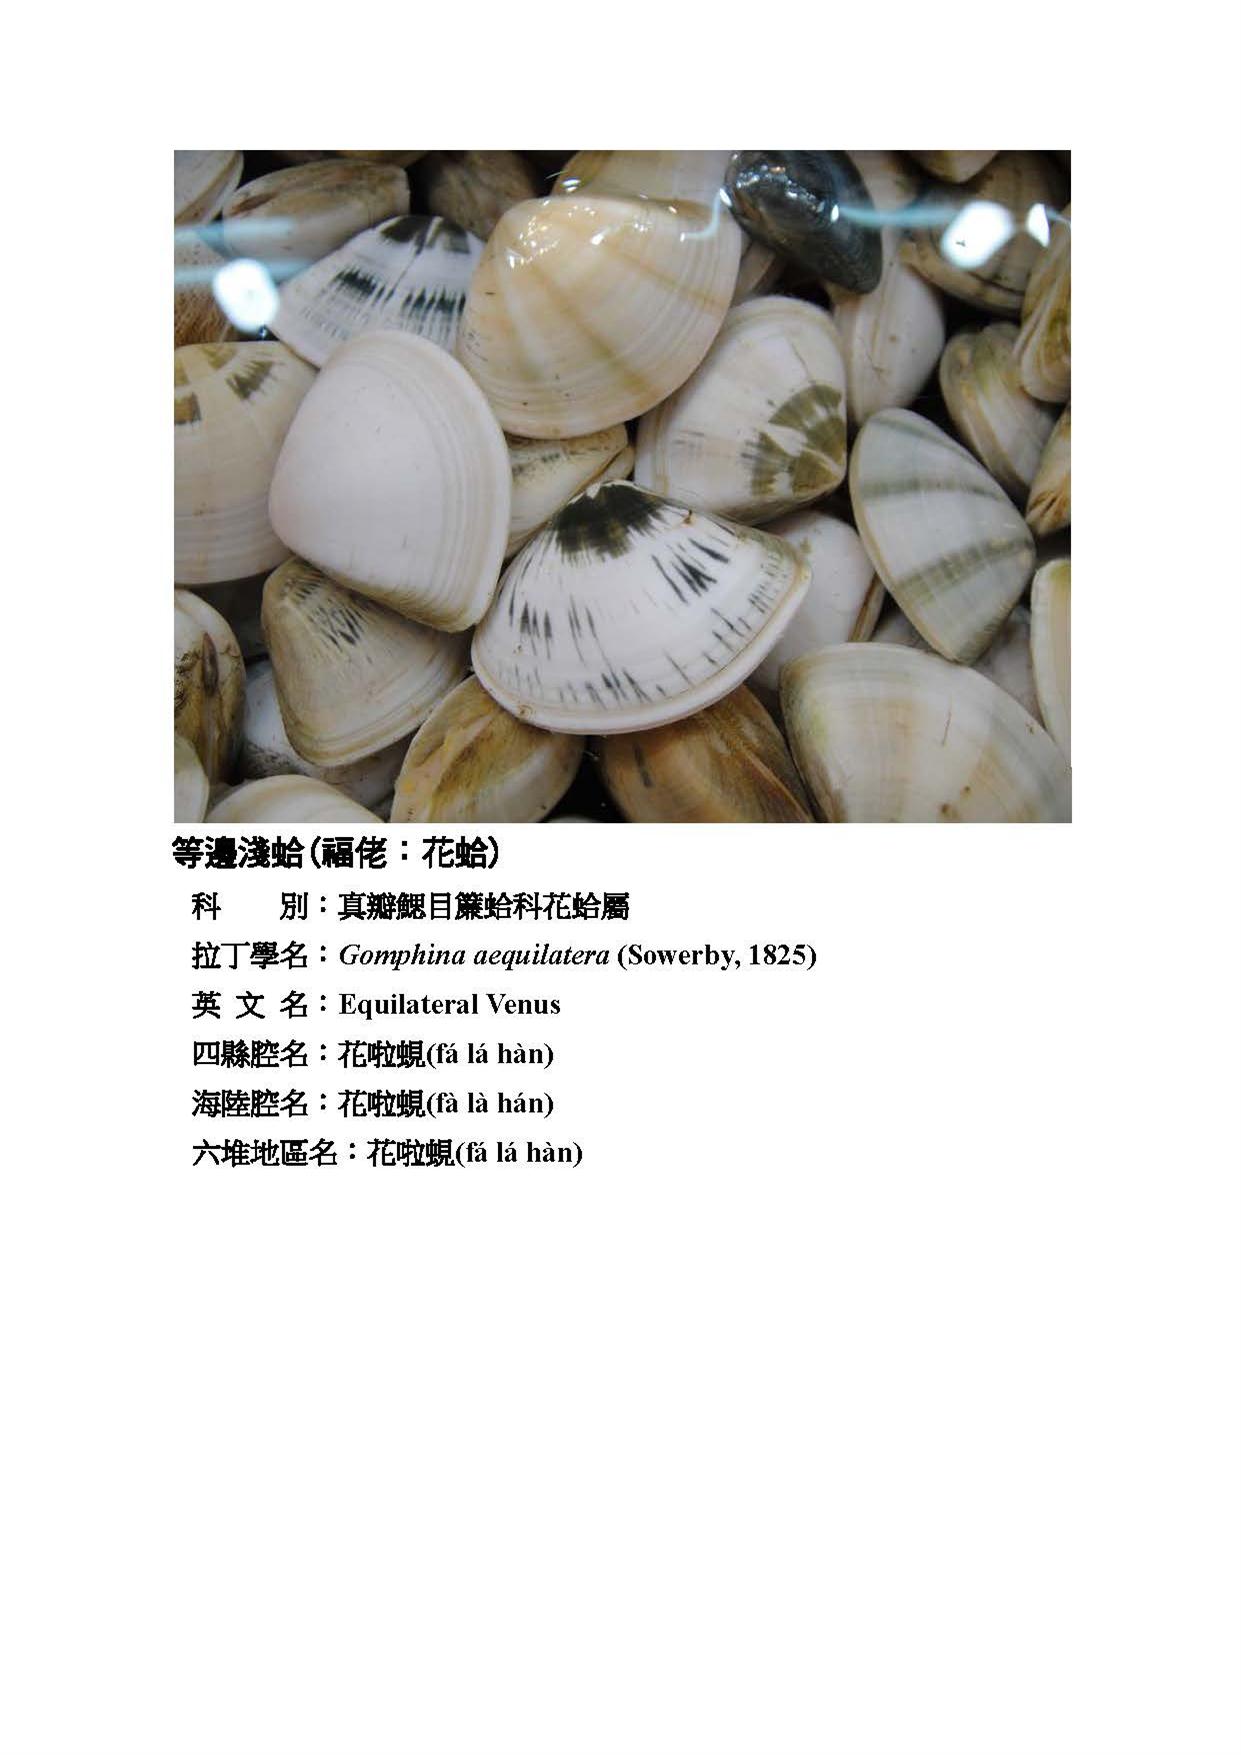 等邊淺蛤(福佬：花蛤)
科　　別：真瓣鰓目簾蛤科花蛤屬
拉丁學名：Gomphina aequilatera (Sowerby, 1825)
英 文 名：Equilateral Venus
四縣腔名：花啦蜆(fá lá hàn)
海陸腔名：花啦蜆(fà là hán)
六堆地區名：花啦蜆(fá lá hàn)